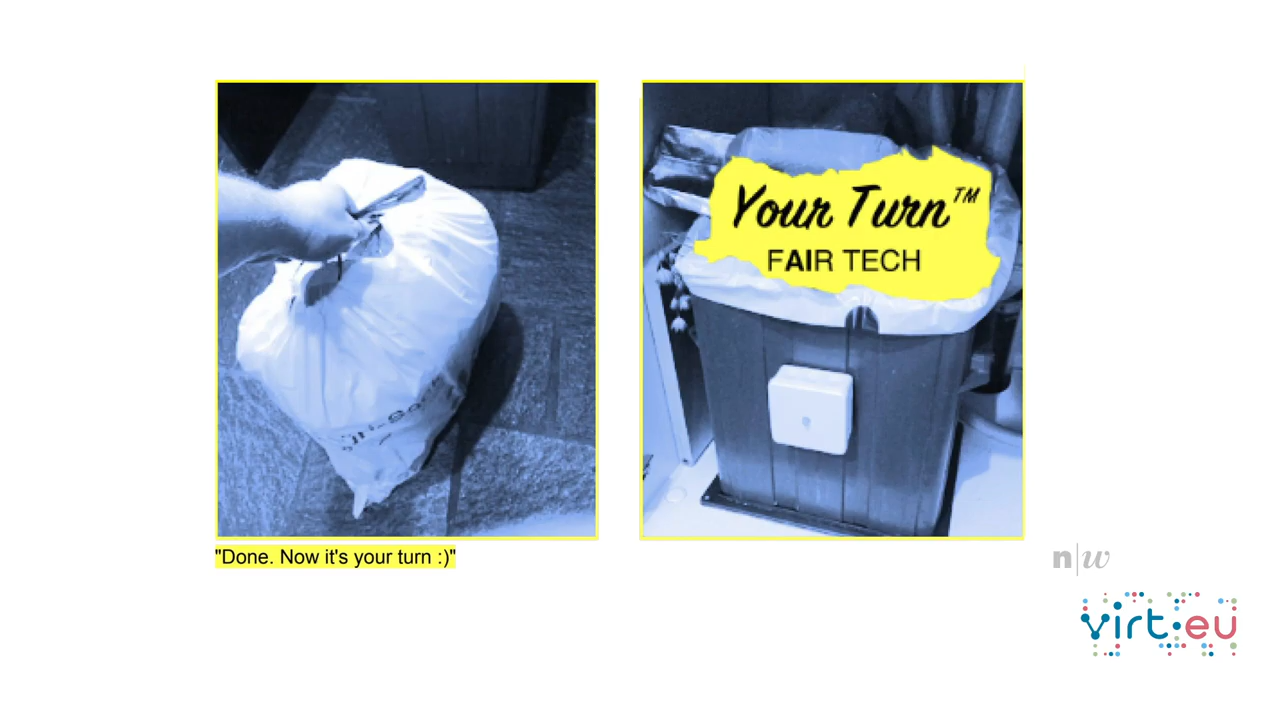 Your Turn™
FAIR TECH
"Done. Now it's your turn :)"
n|w
virt:eu